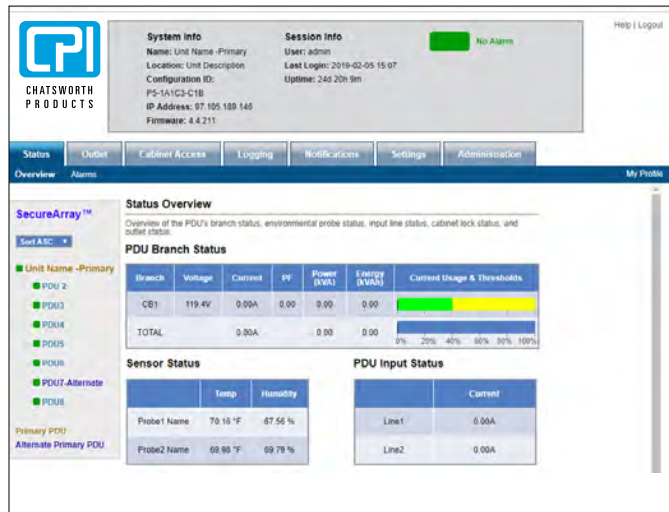 Help | Logout
CPI
CHATSWORTH
PRODUCTS
System Info
Name: Unit Name -Primary
Location: Unit Description
Configuration ID:
P5-1A1C3-C1B
IP Address: 97.105.189.146
Firmware: 4.4.211
Session Info
User: admin
Last Login: 2019-02-05 15:07
Uptime: 24d 20h 9m
No Alarm
Status Outlet Cabinet Access Logging Notifications Settings Administration
Overview Alarms My Profile
SecureArray™
Sort ASC
Unit Name -Primary
PDU 2
PDU3
PDU4
PDU5
PDU6
PDU7-Alternate
PDU8
Primary PDU
Alternate Primary PDU
Status Overview
Overview of the PDU's branch status, environmental probe status, input line status, cabinet lock status, and
outlet status.
PDU Branch Status
Branch Voltage Current PF Power (kVA) Energy (kVAh) Current Usage & Thresholds
CB1 119.4V 0.00A 0.00 0.00 0.00
TOTAL 0.00A 0.00 0.00
0% 20% 40% 60% 80% 100%
Sensor Status
Temp Humidity
Probe1 Name 70.16 °F 67.56 %
Probe2 Name 69.98 °F 69.79 %
PDU Input Status
Current
Line1 0.00A
Line2 0.00A